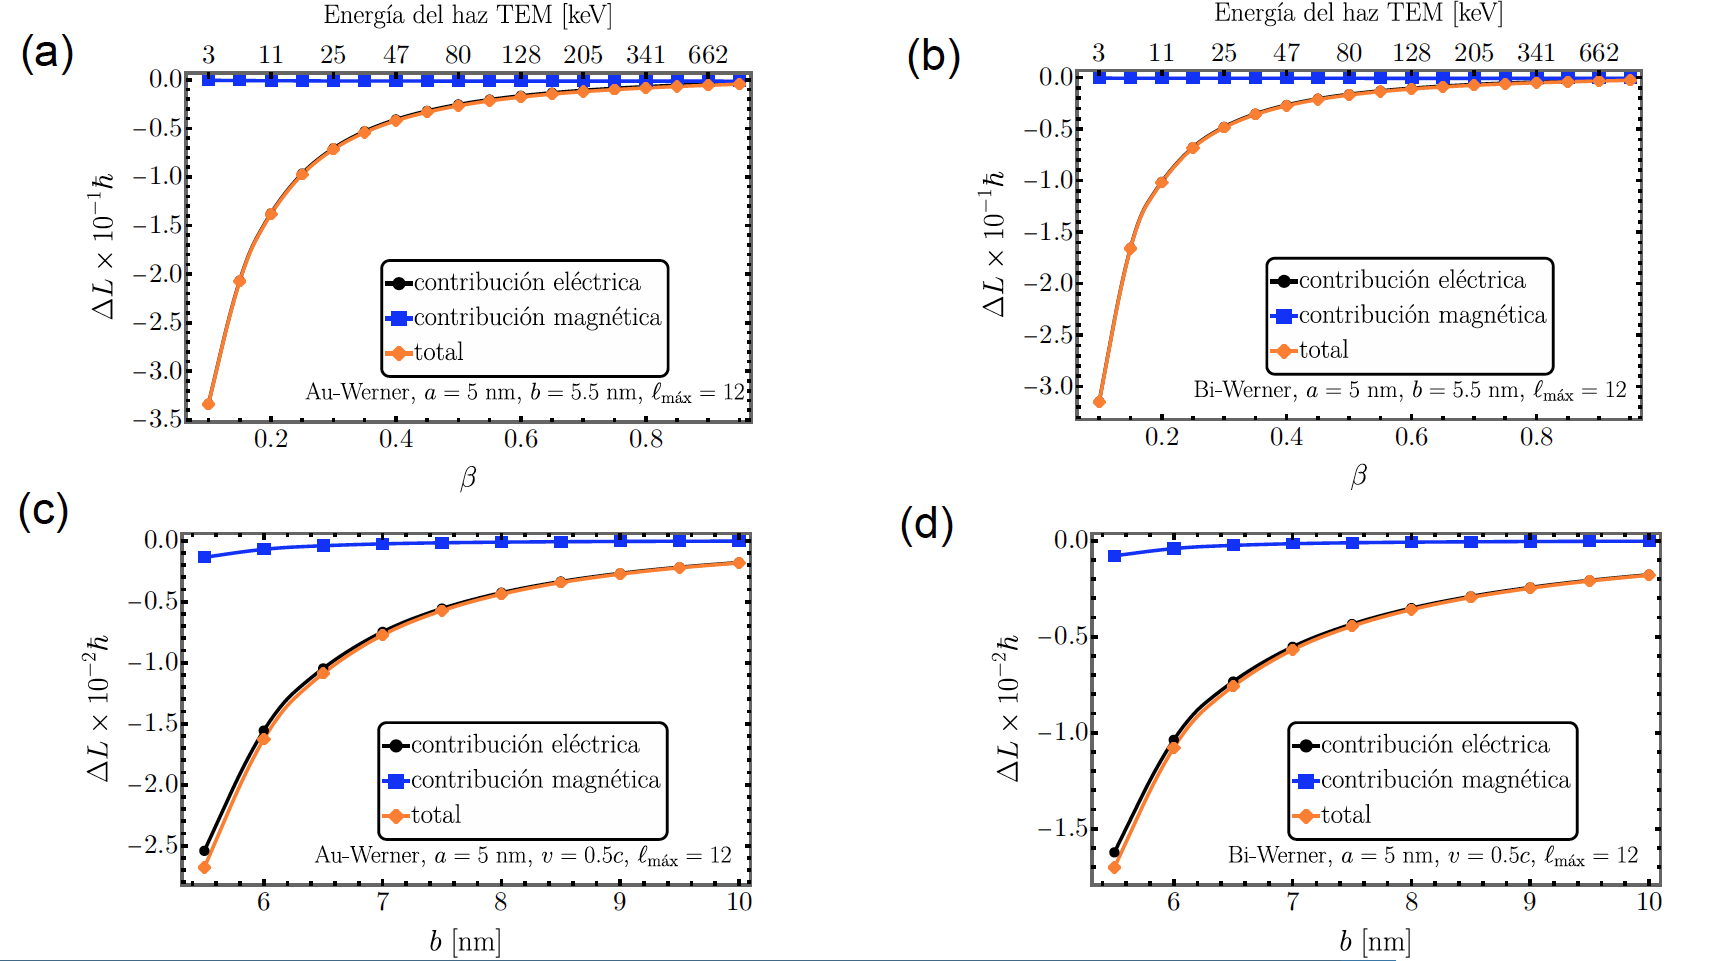 (a)
Energía del haz TEM [keV]
3 11 25 47 80 128 205 341 662
0.0
−0.5
−1.0
−1.5
−2.0
−2.5
−3.0
−3.5
ΔL × 10⁻¹ℏ
contribución eléctrica
contribución magnética
total
Au-Werner, a = 5 nm, b = 5.5 nm, ℓmáx = 12
0.2 0.4 0.6 0.8
β
(b)
Energía del haz TEM [keV]
3 11 25 47 80 128 205 341 662
0.0
−0.5
−1.0
−1.5
−2.0
−2.5
−3.0
ΔL × 10⁻¹ℏ
contribución eléctrica
contribución magnética
total
Bi-Werner, a = 5 nm, b = 5.5 nm, ℓmáx = 12
0.2 0.4 0.6 0.8
β
(c)
0.0
−0.5
−1.0
−1.5
−2.0
−2.5
ΔL × 10⁻²ℏ
contribución eléctrica
contribución magnética
total
Au-Werner, a = 5 nm, v = 0.5c, ℓmáx = 12
6 7 8 9 10
b [nm]
(d)
0.0
−0.5
−1.0
−1.5
ΔL × 10⁻²ℏ
contribución eléctrica
contribución magnética
total
Bi-Werner, a = 5 nm, v = 0.5c, ℓmáx = 12
6 7 8 9 10
b [nm]